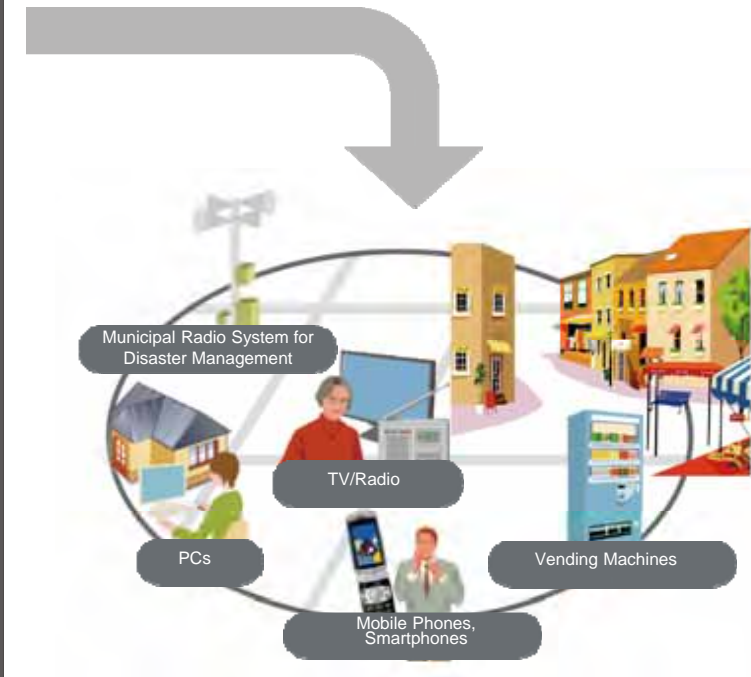 Municipal Radio System for
Disaster Management
TV/Radio
PCs
Vending Machines
Mobile Phones,
Smartphones